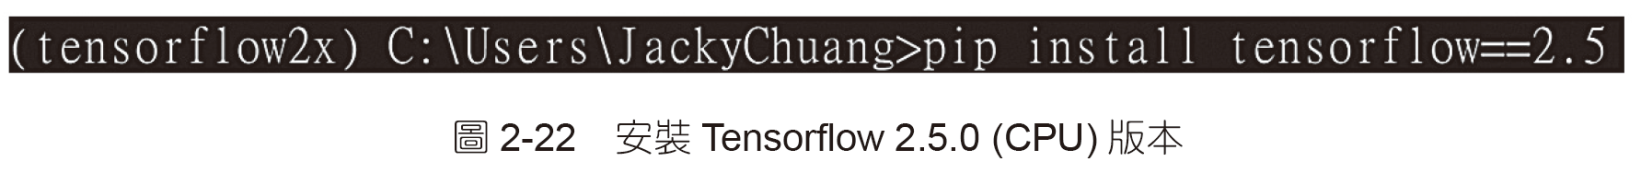 (tensorflow2x) C:\Users\JackyChuang>pip install tensorflow==2.5
圖 2-22　安裝 Tensorflow 2.5.0 (CPU) 版本